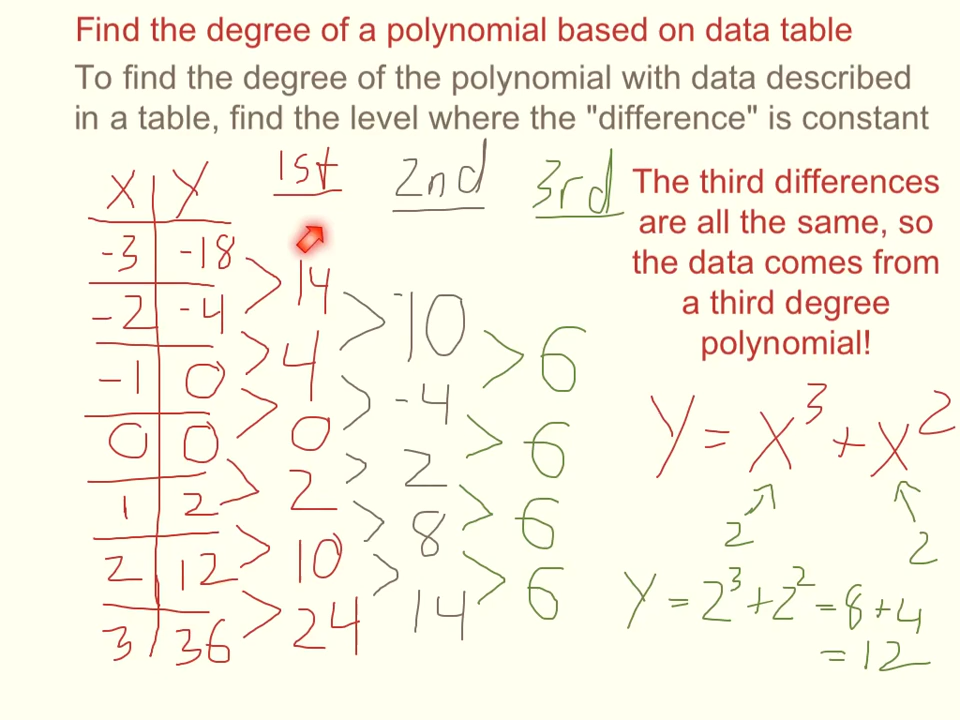 Find the degree of a polynomial based on data table
To find the degree of the polynomial with data described
in a table, find the level where the "difference" is constant
X Y 1st 2nd 3rd
The third differences
are all the same, so
the data comes from
a third degree
polynomial!
-3 -18
> 14
-2 -4 > -10
> 4 > 6
-1 0 > -4
> 0 > 6
0 0 > 2
> 2 > 6
1 2 > 8
> 10 > 6
2 12 > 14
> 24
3 36
Y = X³ + X²
2 2
Y = 2³ + 2² = 8 + 4
= 12